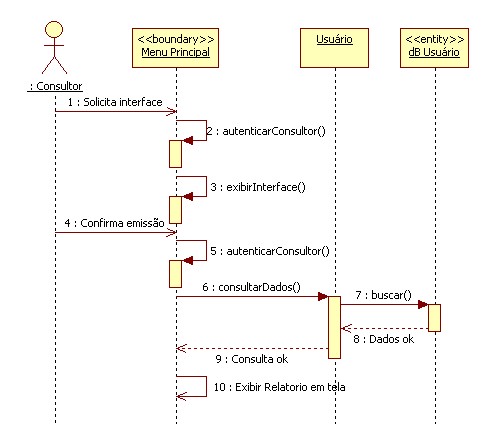 : Consultor
<<boundary>>
Menu Principal
Usuário
<<entity>>
dB Usuário
1 : Solicita interface
2 : autenticarConsultor()
3 : exibirInterface()
4 : Confirma emissão
5 : autenticarConsultor()
6 : consultarDados()
7 : buscar()
8 : Dados ok
9 : Consulta ok
10 : Exibir Relatorio em tela